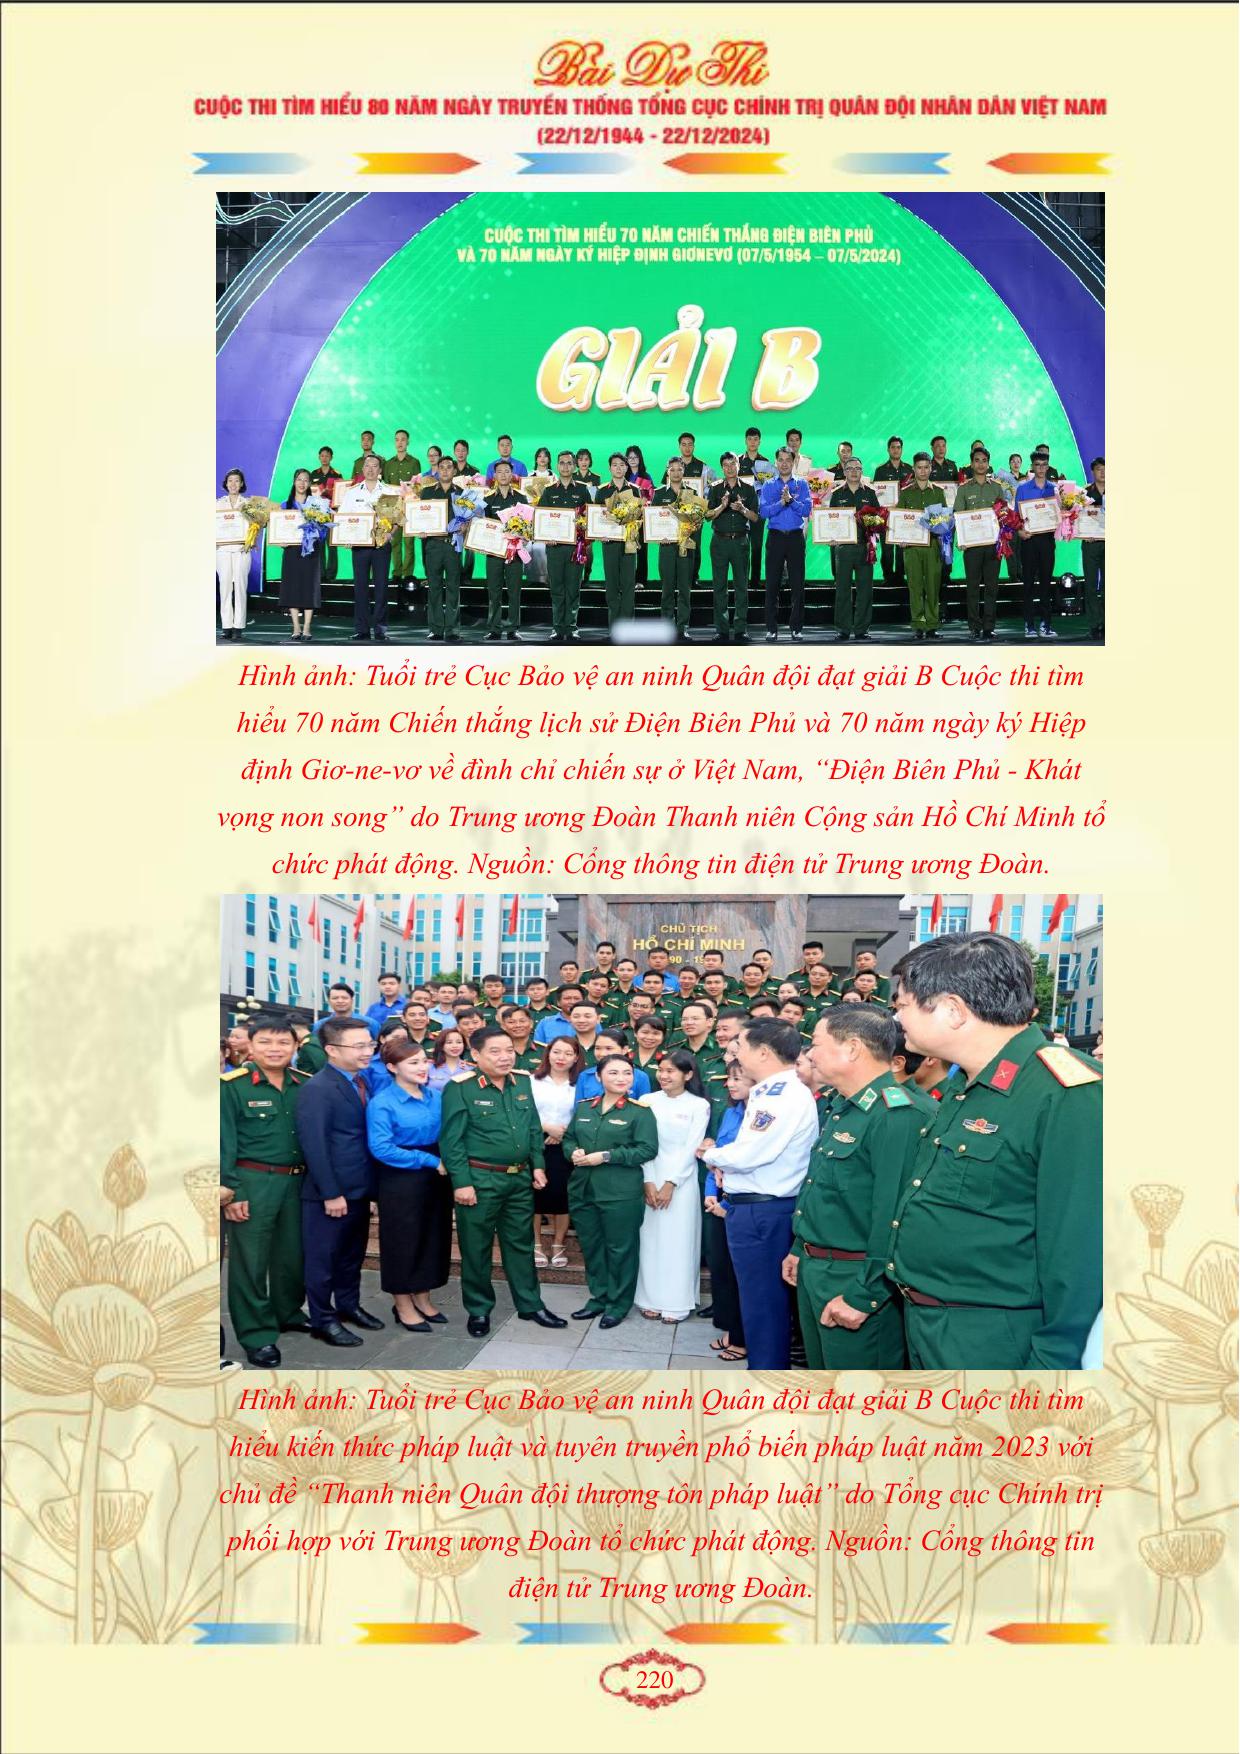 Bài Dự Thi
CUỘC THI TÌM HIỂU 80 NĂM NGÀY TRUYỀN THỐNG TỔNG CỤC CHÍNH TRỊ QUÂN ĐỘI NHÂN DÂN VIỆT NAM
(22/12/1944 - 22/12/2024)
CUỘC THI TÌM HIỂU 70 NĂM CHIẾN THẮNG ĐIỆN BIÊN PHỦ
VÀ 70 NĂM NGÀY KÝ HIỆP ĐỊNH GIƠNEVƠ (07/5/1954 – 07/5/2024)
GIẢI B
Hình ảnh: Tuổi trẻ Cục Bảo vệ an ninh Quân đội đạt giải B Cuộc thi tìm
hiểu 70 năm Chiến thắng lịch sử Điện Biên Phủ và 70 năm ngày ký Hiệp
định Giơ-ne-vơ về đình chỉ chiến sự ở Việt Nam, “Điện Biên Phủ - Khát
vọng non song” do Trung ương Đoàn Thanh niên Cộng sản Hồ Chí Minh tổ
chức phát động. Nguồn: Cổng thông tin điện tử Trung ương Đoàn.
CHỦ TỊCH
HỒ CHÍ MINH
Hình ảnh: Tuổi trẻ Cục Bảo vệ an ninh Quân đội đạt giải B Cuộc thi tìm
hiểu kiến thức pháp luật và tuyên truyền phổ biến pháp luật năm 2023 với
chủ đề “Thanh niên Quân đội thượng tôn pháp luật” do Tổng cục Chính trị
phối hợp với Trung ương Đoàn tổ chức phát động. Nguồn: Cổng thông tin
điện tử Trung ương Đoàn.
220